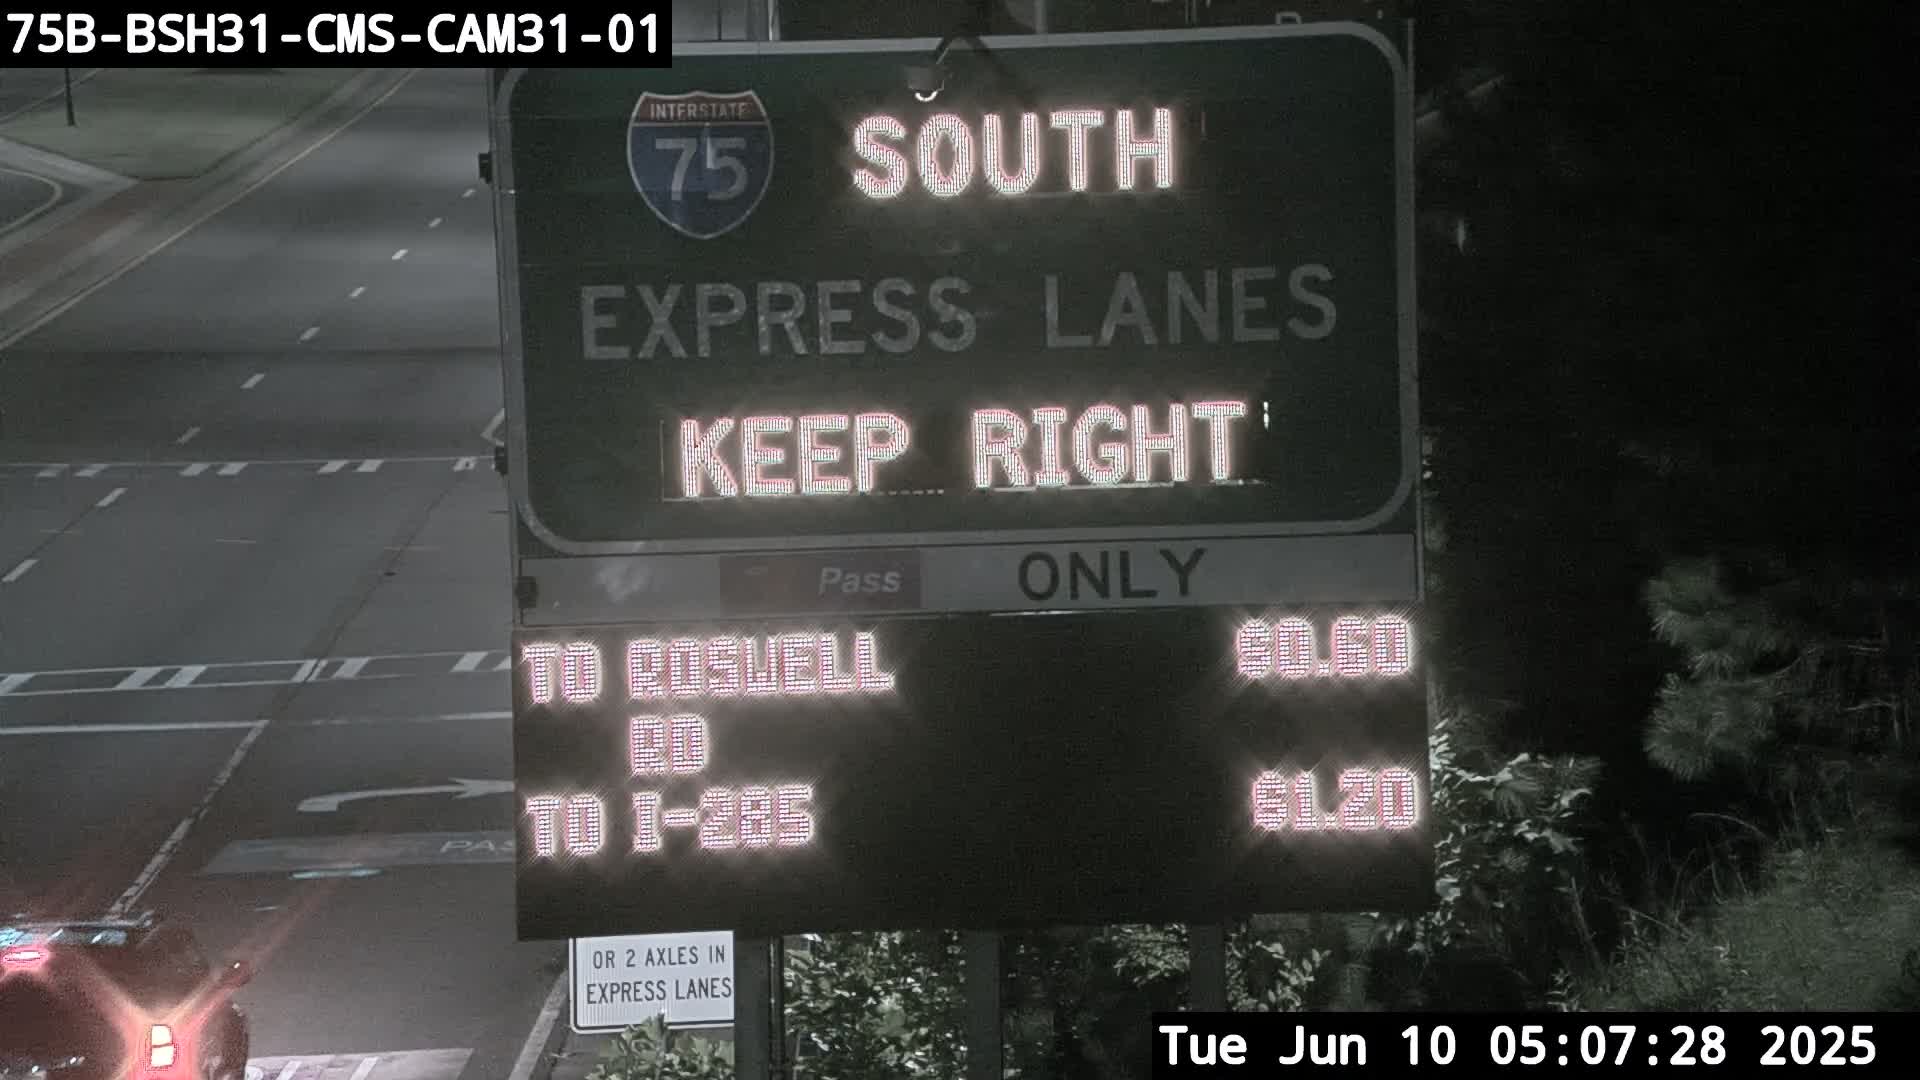 75B-BSH31-CMS-CAM31-01
INTERSTATE
75
SOUTH
EXPRESS LANES
KEEP RIGHT
Pass ONLY
TO ROSWELL $0.60
RD
TO I-285 $1.20
PAS
OR 2 AXLES IN
EXPRESS LANES
Tue Jun 10 05:07:28 2025